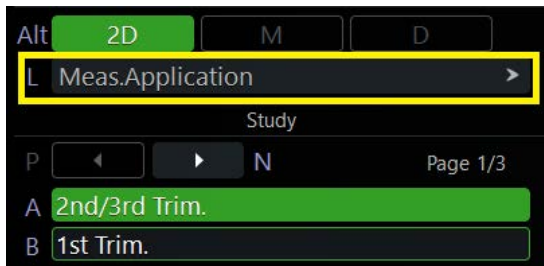 Alt 2D M D
L Meas.Application >
Study
P N Page 1/3
A 2nd/3rd Trim.
B 1st Trim.